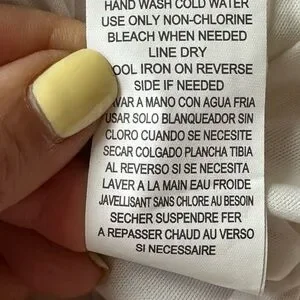 HAND WASH COLD WATER
USE ONLY NON-CHLORINE
BLEACH WHEN NEEDED
LINE DRY
OOL IRON ON REVERSE
SIDE IF NEEDED
AVAR A MANO CON AGUA FRIA
USAR SOLO BLANQUEADOR SIN
CLORO CUANDO SE NECESITE
SECAR COLGADO PLANCHA TIBIA
AL REVERSO SI SE NECESITA
LAVER A LA MAIN EAU FROIDE
JAVELLISANT SANS CHLORE AU BESOIN
SECHER SUSPENDRE FER
A REPASSER CHAUD AU VERSO
SI NECESSAIRE